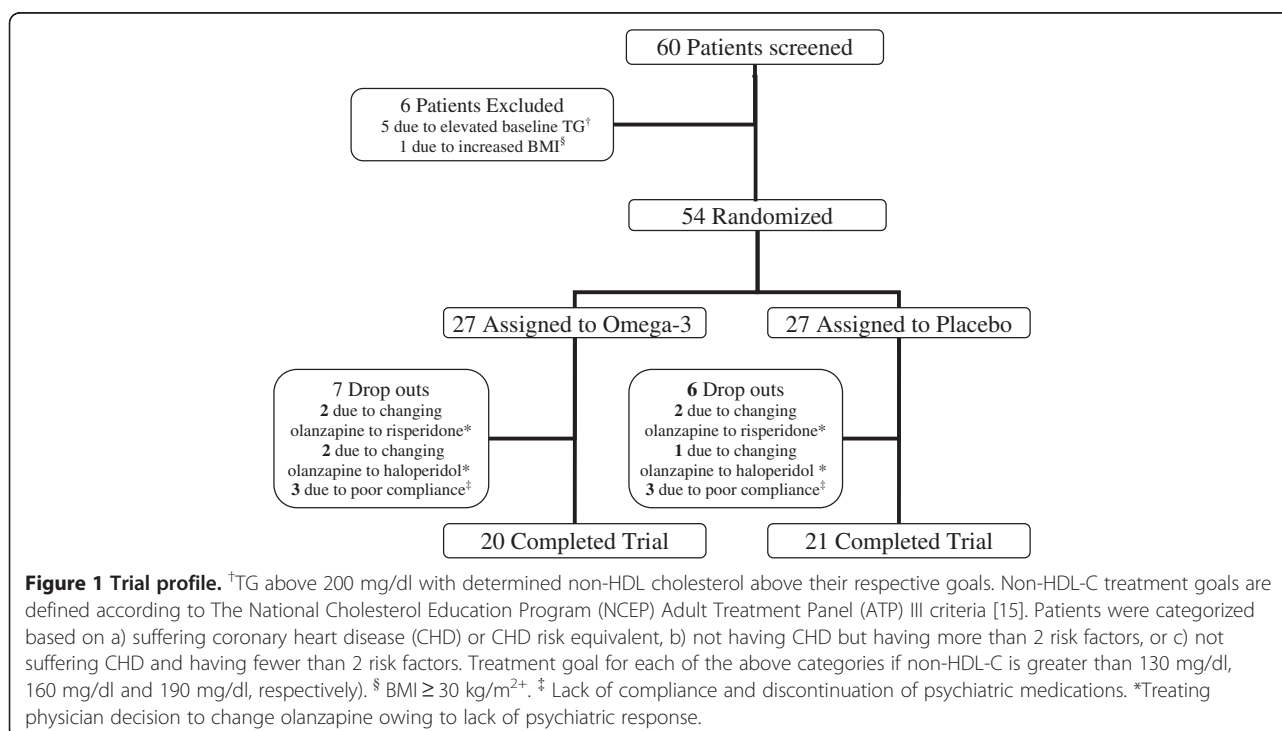 60 Patients screened
6 Patients Excluded
5 due to elevated baseline TG†
1 due to increased BMI§
54 Randomized
27 Assigned to Omega-3
27 Assigned to Placebo
7 Drop outs
2 due to changing
olanzapine to risperidone*
2 due to changing
olanzapine to haloperidol*
3 due to poor compliance‡
6 Drop outs
2 due to changing
olanzapine to risperidone*
1 due to changing
olanzapine to haloperidol *
3 due to poor compliance‡
20 Completed Trial
21 Completed Trial
Figure 1 Trial profile. †TG above 200 mg/dl with determined non-HDL cholesterol above their respective goals. Non-HDL-C treatment goals are
defined according to The National Cholesterol Education Program (NCEP) Adult Treatment Panel (ATP) III criteria [15]. Patients were categorized
based on a) suffering coronary heart disease (CHD) or CHD risk equivalent, b) not having CHD but having more than 2 risk factors, or c) not
suffering CHD and having fewer than 2 risk factors. Treatment goal for each of the above categories if non-HDL-C is greater than 130 mg/dl,
160 mg/dl and 190 mg/dl, respectively). § BMI ≥ 30 kg/m²⁺. ‡ Lack of compliance and discontinuation of psychiatric medications. *Treating
physician decision to change olanzapine owing to lack of psychiatric response.